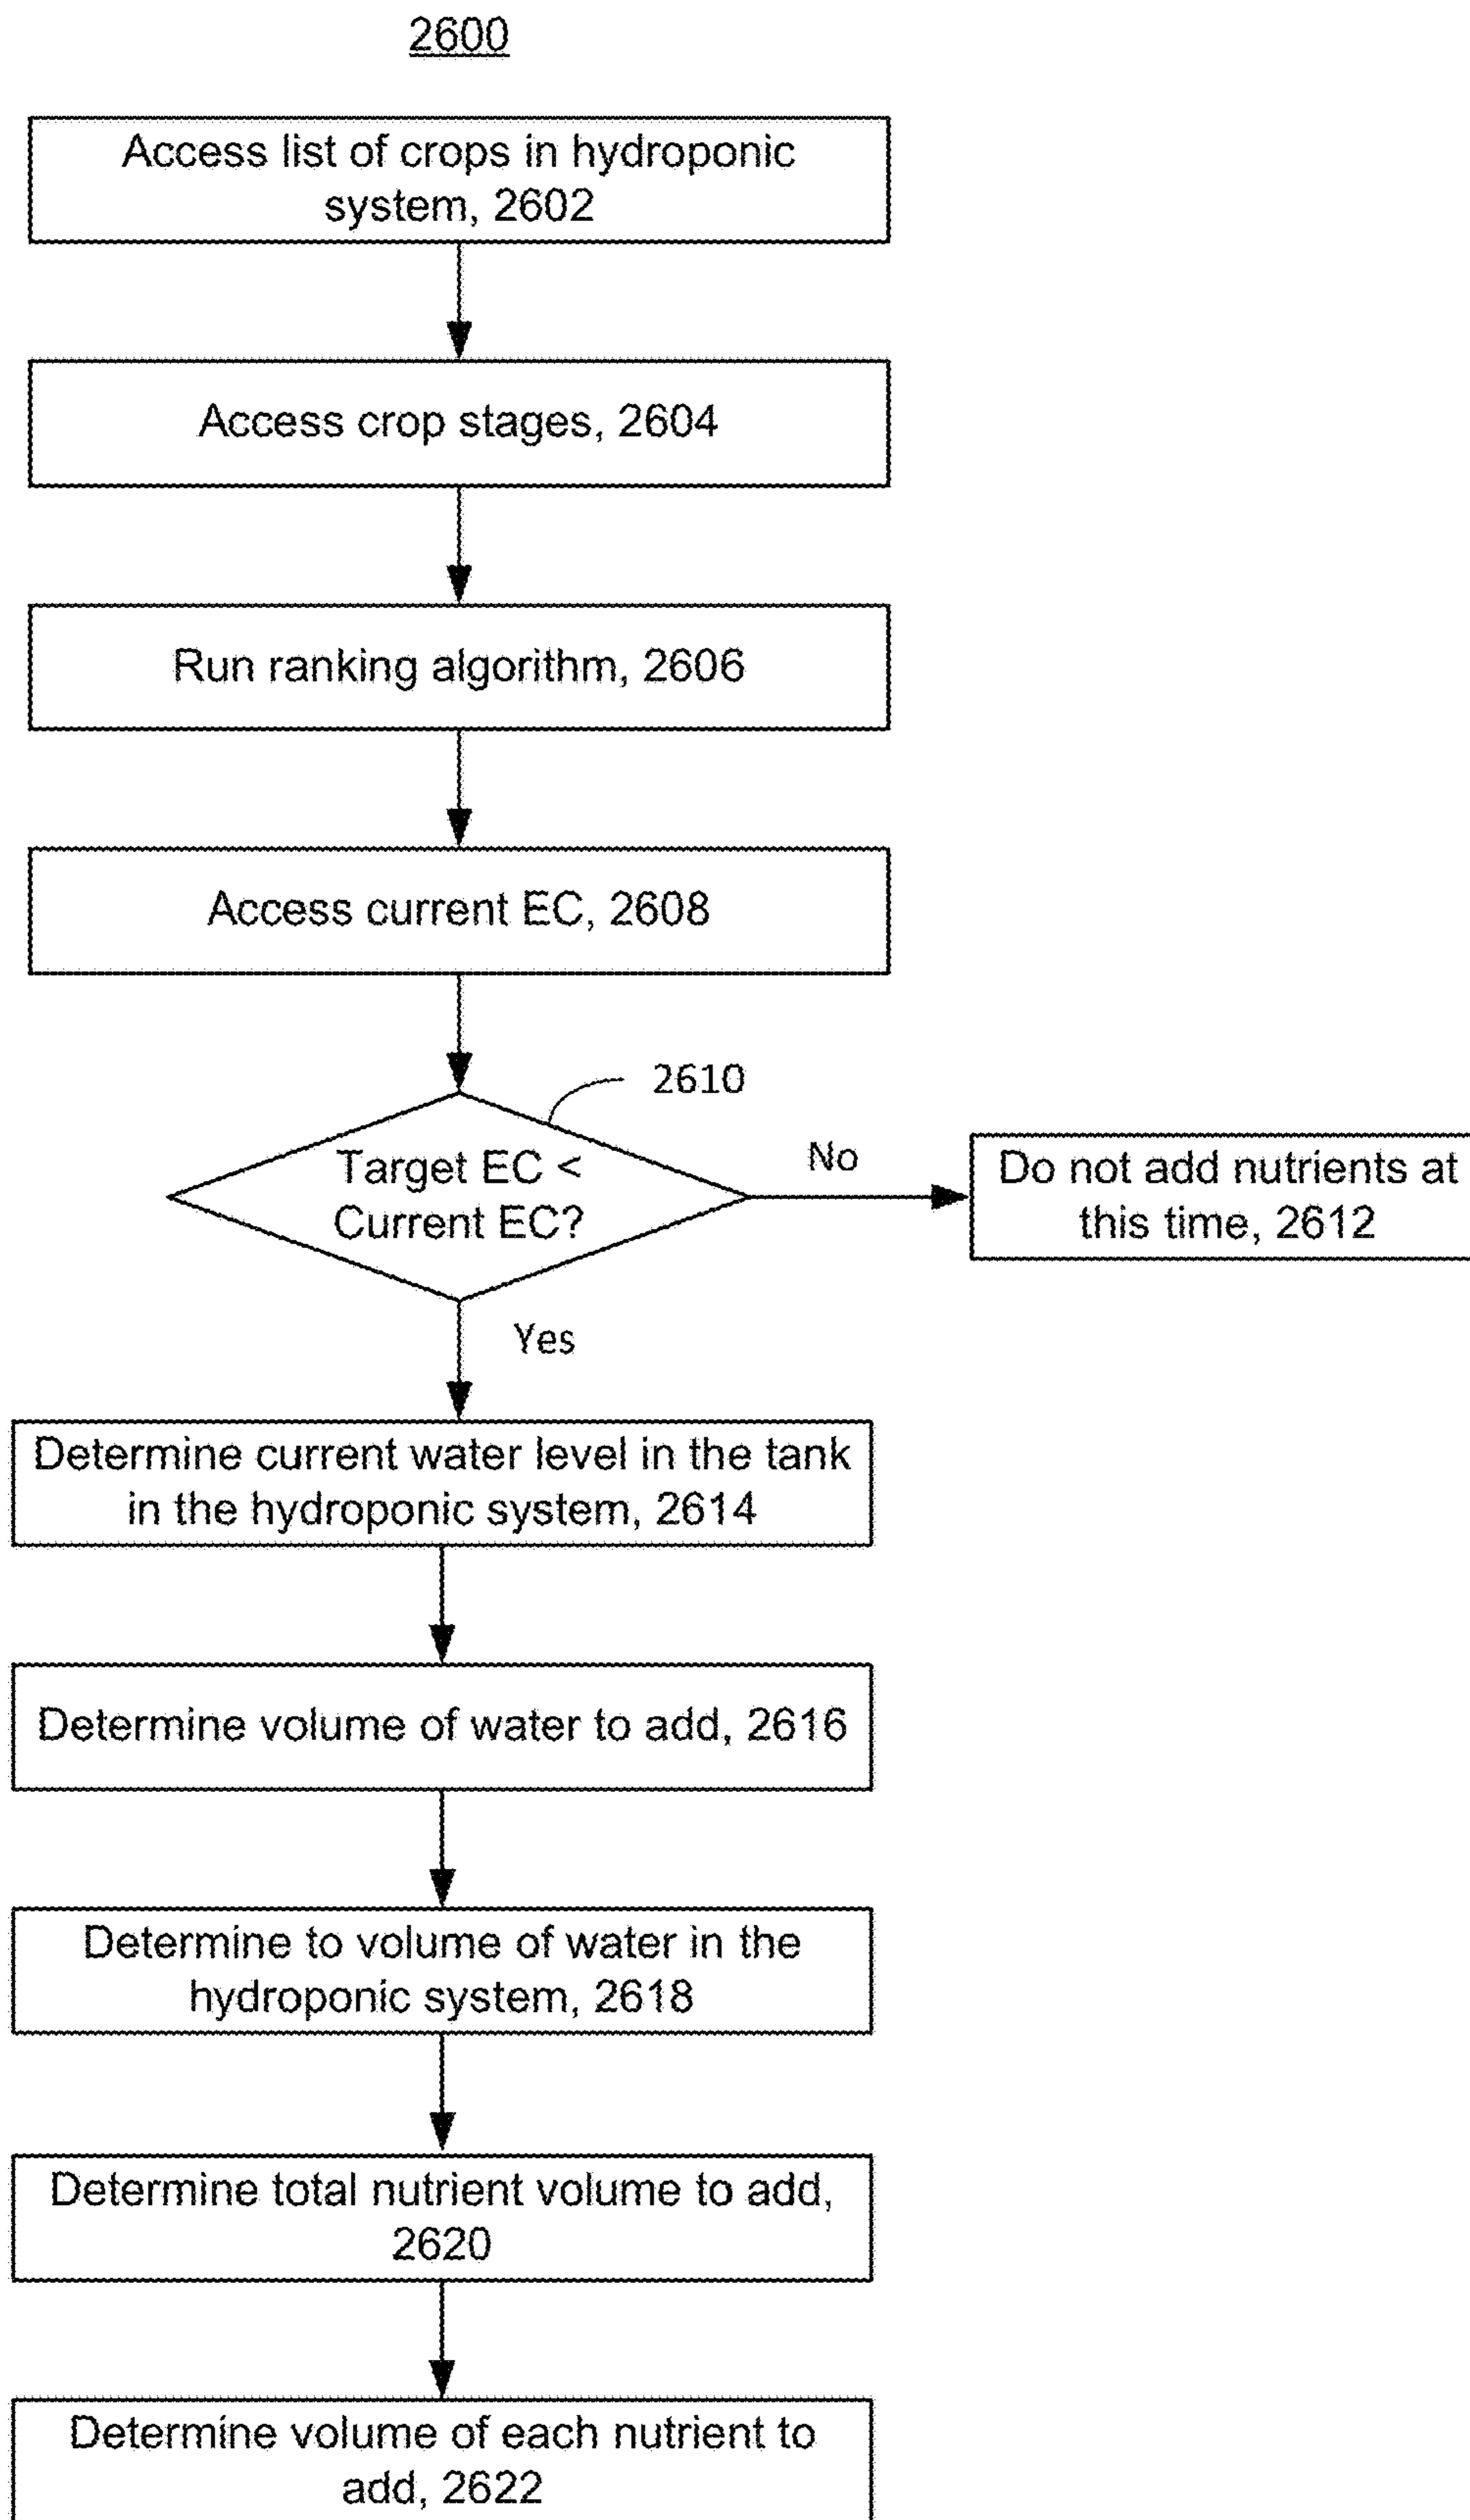 2600
Access list of crops in hydroponic
system, 2602
Access crop stages, 2604
Run ranking algorithm, 2606
Access current EC, 2608
2610
Target EC <
Current EC?
No
Do not add nutrients at
this time, 2612
Yes
Determine current water level in the tank
in the hydroponic system, 2614
Determine volume of water to add, 2616
Determine to volume of water in the
hydroponic system, 2618
Determine total nutrient volume to add,
2620
Determine volume of each nutrient to
add, 2622